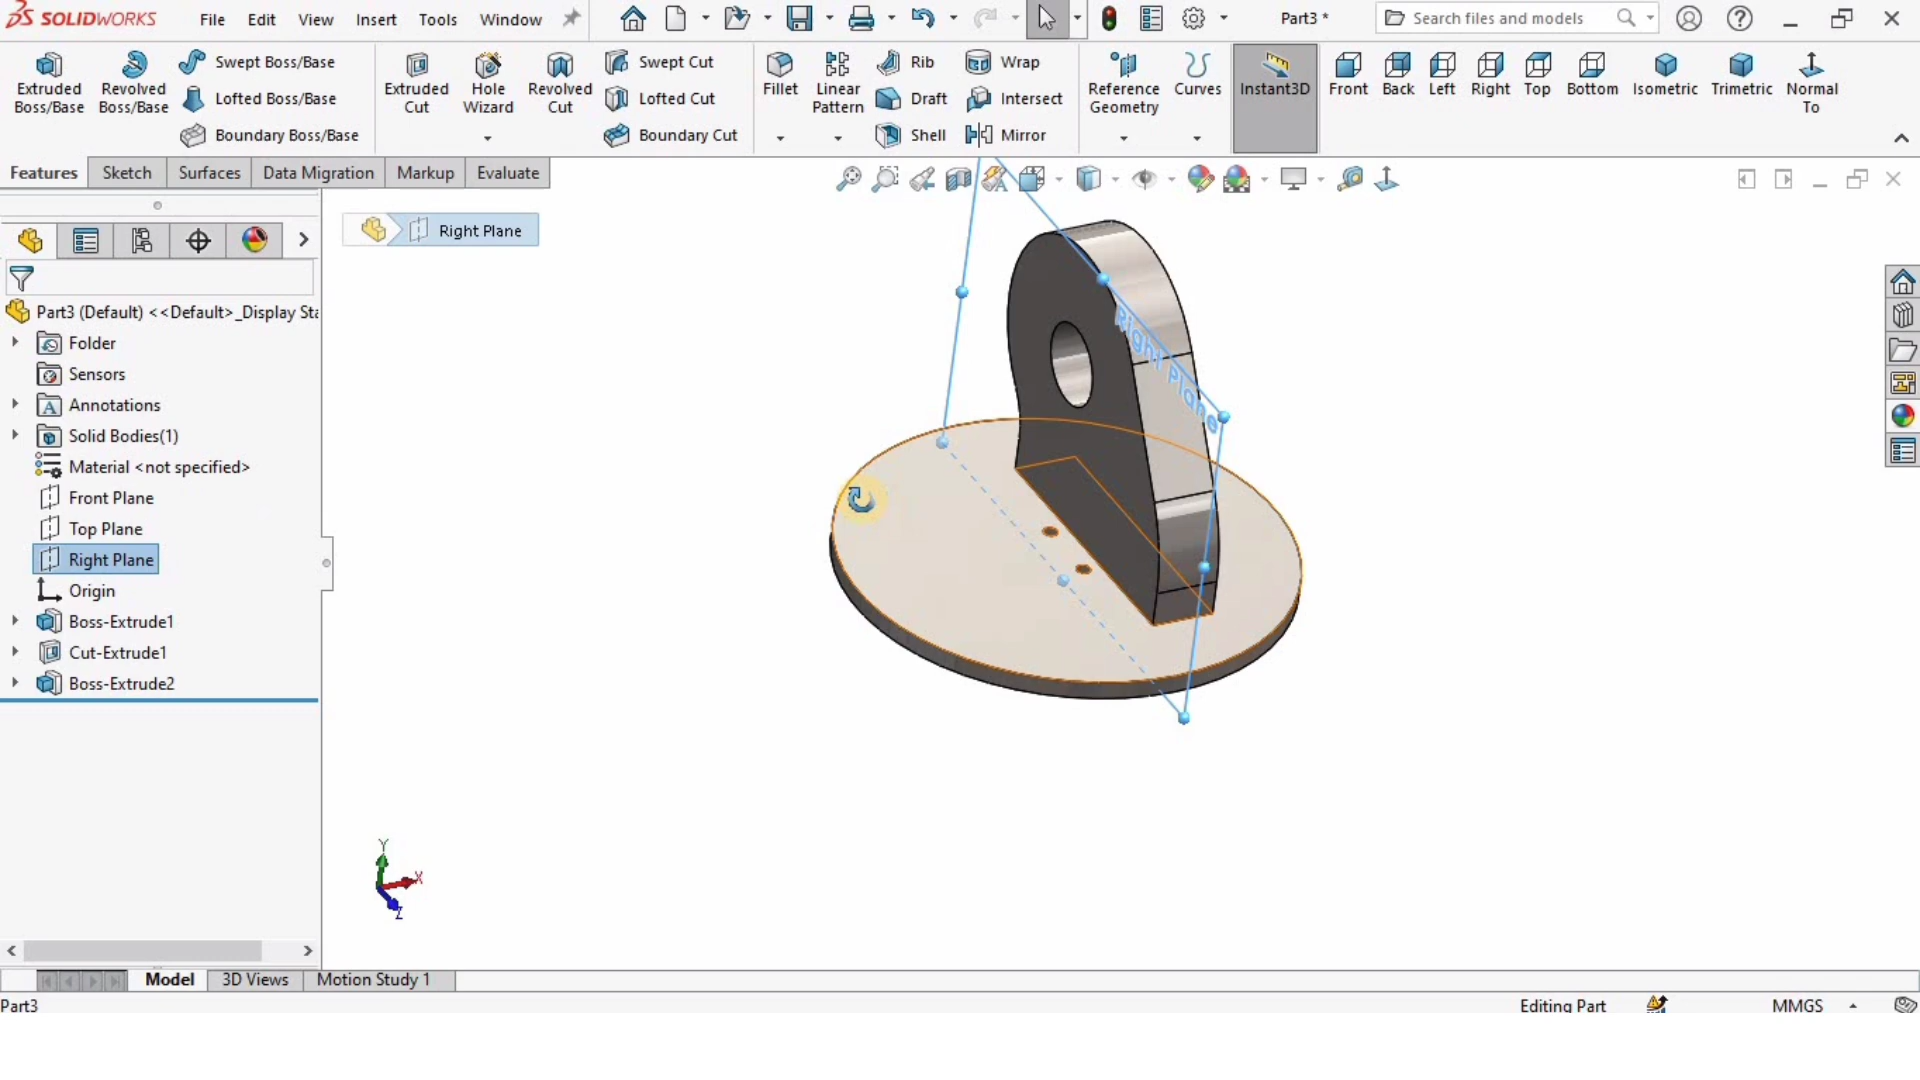 SOLIDWORKS File Edit View Insert Tools Window Part3 * Search files and models
Extruded Boss/Base
Revolved Boss/Base
Swept Boss/Base
Lofted Boss/Base
Boundary Boss/Base
Extruded Cut
Hole Wizard
Revolved Cut
Swept Cut
Lofted Cut
Boundary Cut
Fillet
Linear Pattern
Rib
Draft
Shell
Wrap
Intersect
Mirror
Reference Geometry
Curves
Instant3D
Front Back Left Right Top Bottom Isometric Trimetric Normal To
Features Sketch Surfaces Data Migration Markup Evaluate
Right Plane
Part3 (Default) <<Default>_Display Sta
Folder
Sensors
Annotations
Solid Bodies(1)
Material <not specified>
Front Plane
Top Plane
Right Plane
Origin
Boss-Extrude1
Cut-Extrude1
Boss-Extrude2
Right Plane
Y
X
Z
Model 3D Views Motion Study 1
Part3 Editing Part MMGS